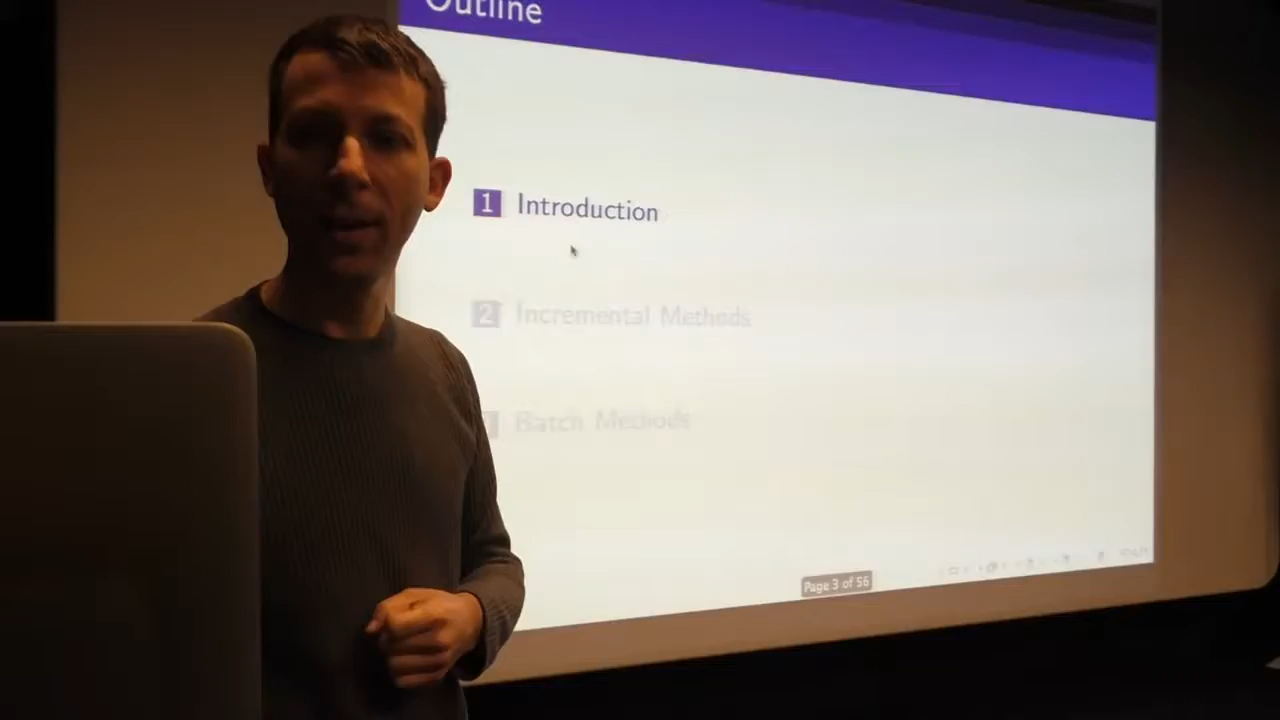 Outline
1 Introduction
2 Incremental Methods
Batch Methods
Page 3 of 56